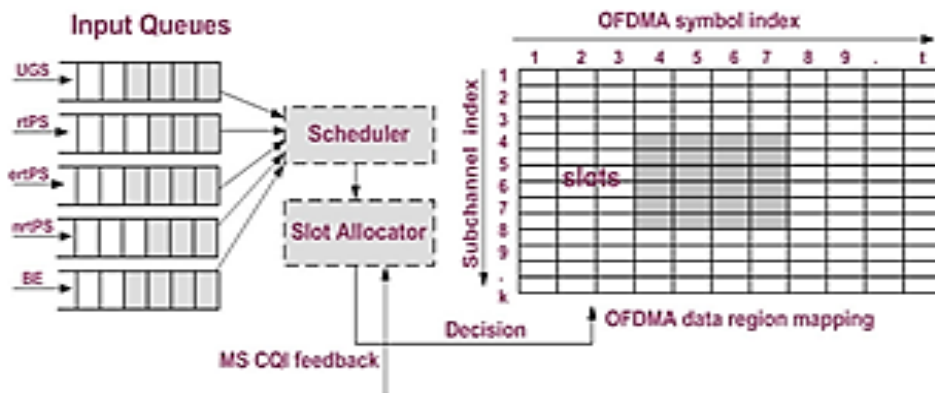 Input Queues
UGS
rtPS
ertPS
nrtPS
BE
Scheduler
Slot Allocator
Decision
MS CQI feedback
OFDMA symbol index
1 2 3 4 5 6 7 8 9 . t
Subchannel index
1
2
3
4
5
6
7
8
9
.
k
slots
OFDMA data region mapping